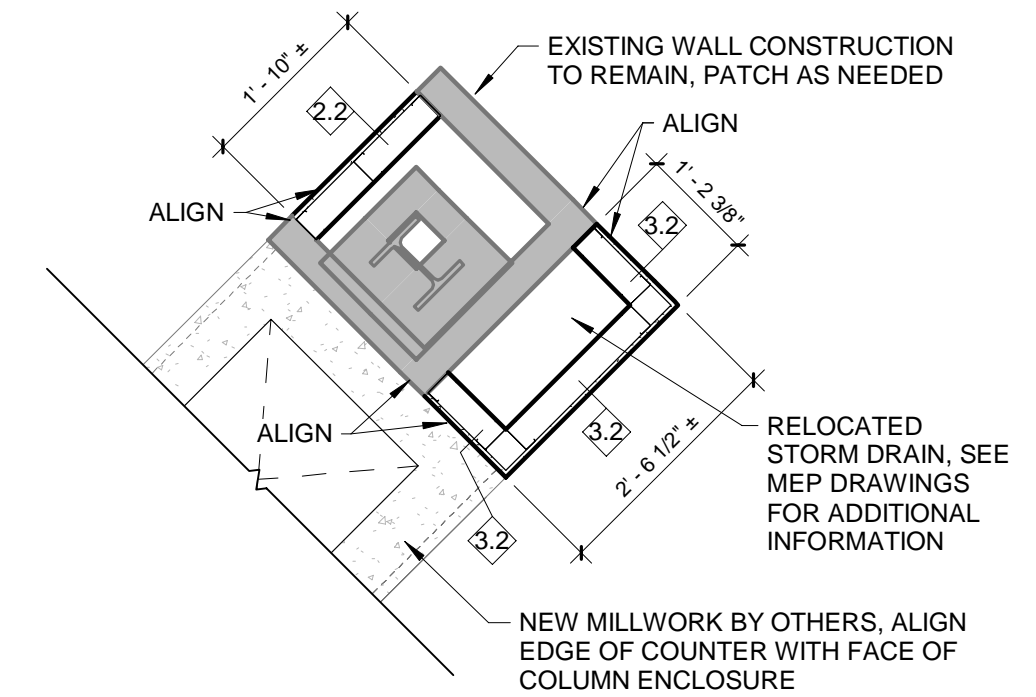 EXISTING WALL CONSTRUCTION
TO REMAIN, PATCH AS NEEDED
1' - 10" ±
2.2
ALIGN
1' - 2 3/8"
ALIGN
3.2
RELOCATED
STORM DRAIN, SEE
MEP DRAWINGS
FOR ADDITIONAL
INFORMATION
ALIGN
3.2
2' - 6 1/2" ±
3.2
NEW MILLWORK BY OTHERS, ALIGN
EDGE OF COUNTER WITH FACE OF
COLUMN ENCLOSURE